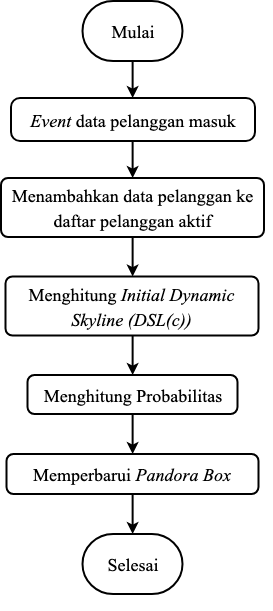 Mulai
Event data pelanggan masuk
Menambahkan data pelanggan ke
daftar pelanggan aktif
Menghitung Initial Dynamic
Skyline (DSL(c))
Menghitung Probabilitas
Memperbarui Pandora Box
Selesai